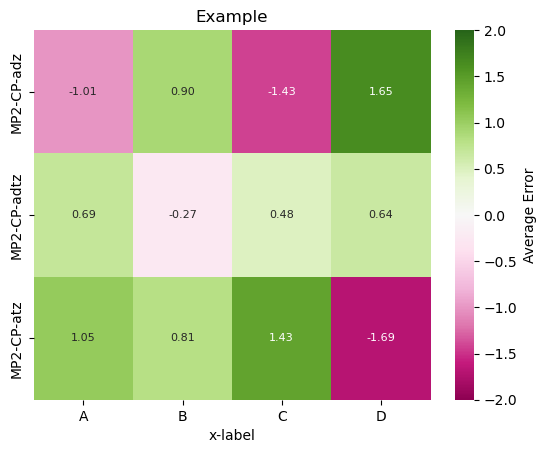 Example
MP2-CP-adz
-1.01 0.90 -1.43 1.65
MP2-CP-adtz
0.69 -0.27 0.48 0.64
MP2-CP-atz
1.05 0.81 1.43 -1.69
A B C D
x-label
2.0
1.5
1.0
0.5
0.0
−0.5
−1.0
−1.5
−2.0
Average Error